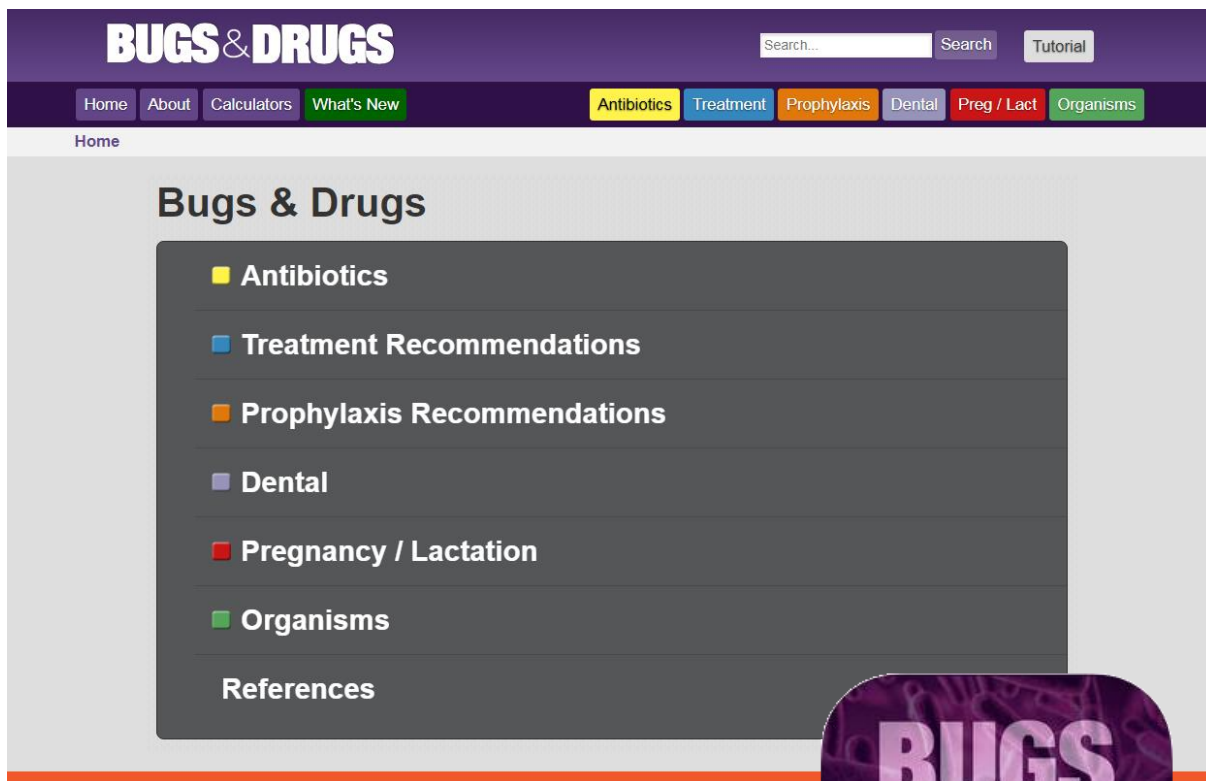 BUGS&DRUGS
Search...
Search
Tutorial
Home About Calculators What's New Antibiotics Treatment Prophylaxis Dental Preg / Lact Organisms
Home
Bugs & Drugs
Antibiotics
Treatment Recommendations
Prophylaxis Recommendations
Dental
Pregnancy / Lactation
Organisms
References
BUGS